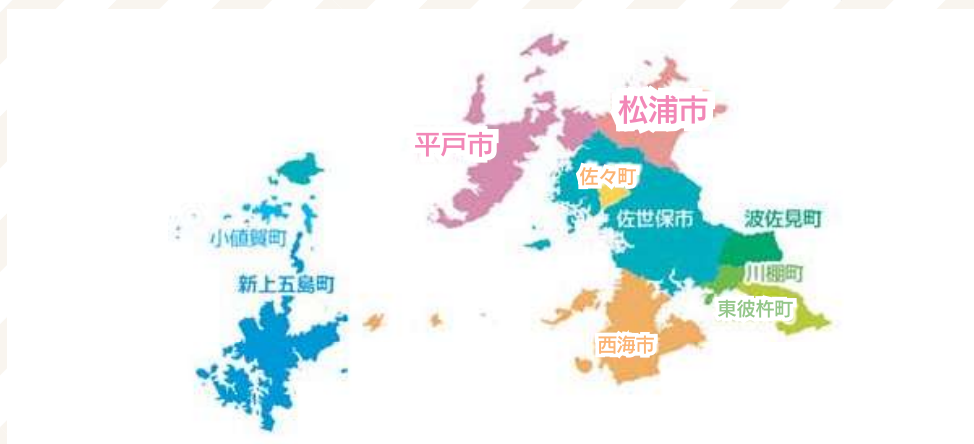 松浦市
平戸市
佐々町
佐世保市
波佐見町
小値賀町
川棚町
新上五島町
東彼杵町
西海市